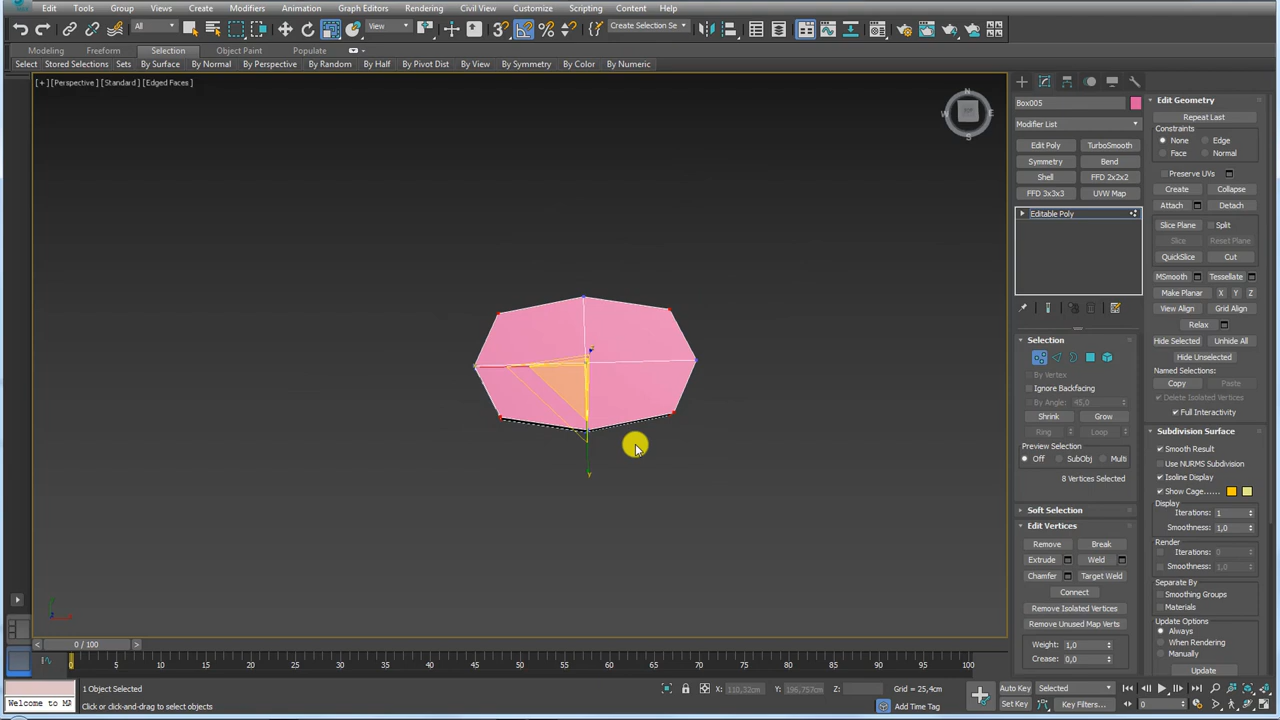 Edit Tools Group Views Create Modifiers Animation Graph Editors Rendering Civil View Customize Scripting Content Help
All View Create Selection Se
Modeling Freeform Selection Object Paint Populate
Select Stored Selections Sets By Normal By Perspective By Random By Half By Pivot Dist By View By Symmetry By Color By Numeric
[+] [Perspective] [Standard] [Edged Faces]
N
W E
S
Box005
Modifier List
Edit Poly TurboSmooth
Symmetry Bend
Shell FFD 2x2x2
FFD 3x3x3 UVW Map
Editable Poly
Selection
By Vertex
Ignore Backfacing
By Angle: 45,0
Shrink Grow
Ring Loop
Preview Selection
Off SubObj Multi
8 Vertices Selected
Soft Selection
Edit Vertices
Remove Break
Extrude Weld
Chamfer Target Weld
Connect
Remove Isolated Vertices
Remove Unused Map Verts
Weight: 1,0
Crease: 0,0
Edit Geometry
Repeat Last
Constraints
None Edge
Face Normal
Preserve UVs
Create Collapse
Attach Detach
Slice Plane Split
Slice Reset Plane
QuickSlice Cut
MSmooth Tessellate
Make Planar X Y Z
View Align Grid Align
Relax
Hide Selected Unhide All
Hide Unselected
Named Selections:
Copy Paste
Delete Isolated Vertices
Full Interactivity
Subdivision Surface
Smooth Result
Use NURMS Subdivision
Isoline Display
Show Cage......
Display
Iterations: 1
Smoothness: 1,0
Render
Iterations: 0
Smoothness: 1,0
Separate By
Smoothing Groups
Materials
Update Options
Always
When Rendering
Manually
Update
0 / 100
0 5 10 15 20 25 30 35 40 45 50 55 60 65 70 75 80 85 90 95 100
1 Object Selected X: 110,32cm Y: 196,757cm Z: Grid = 25,4cm Auto Key Selected
Welcome to M Click or click-and-drag to select objects Add Time Tag Set Key Key Filters... 0